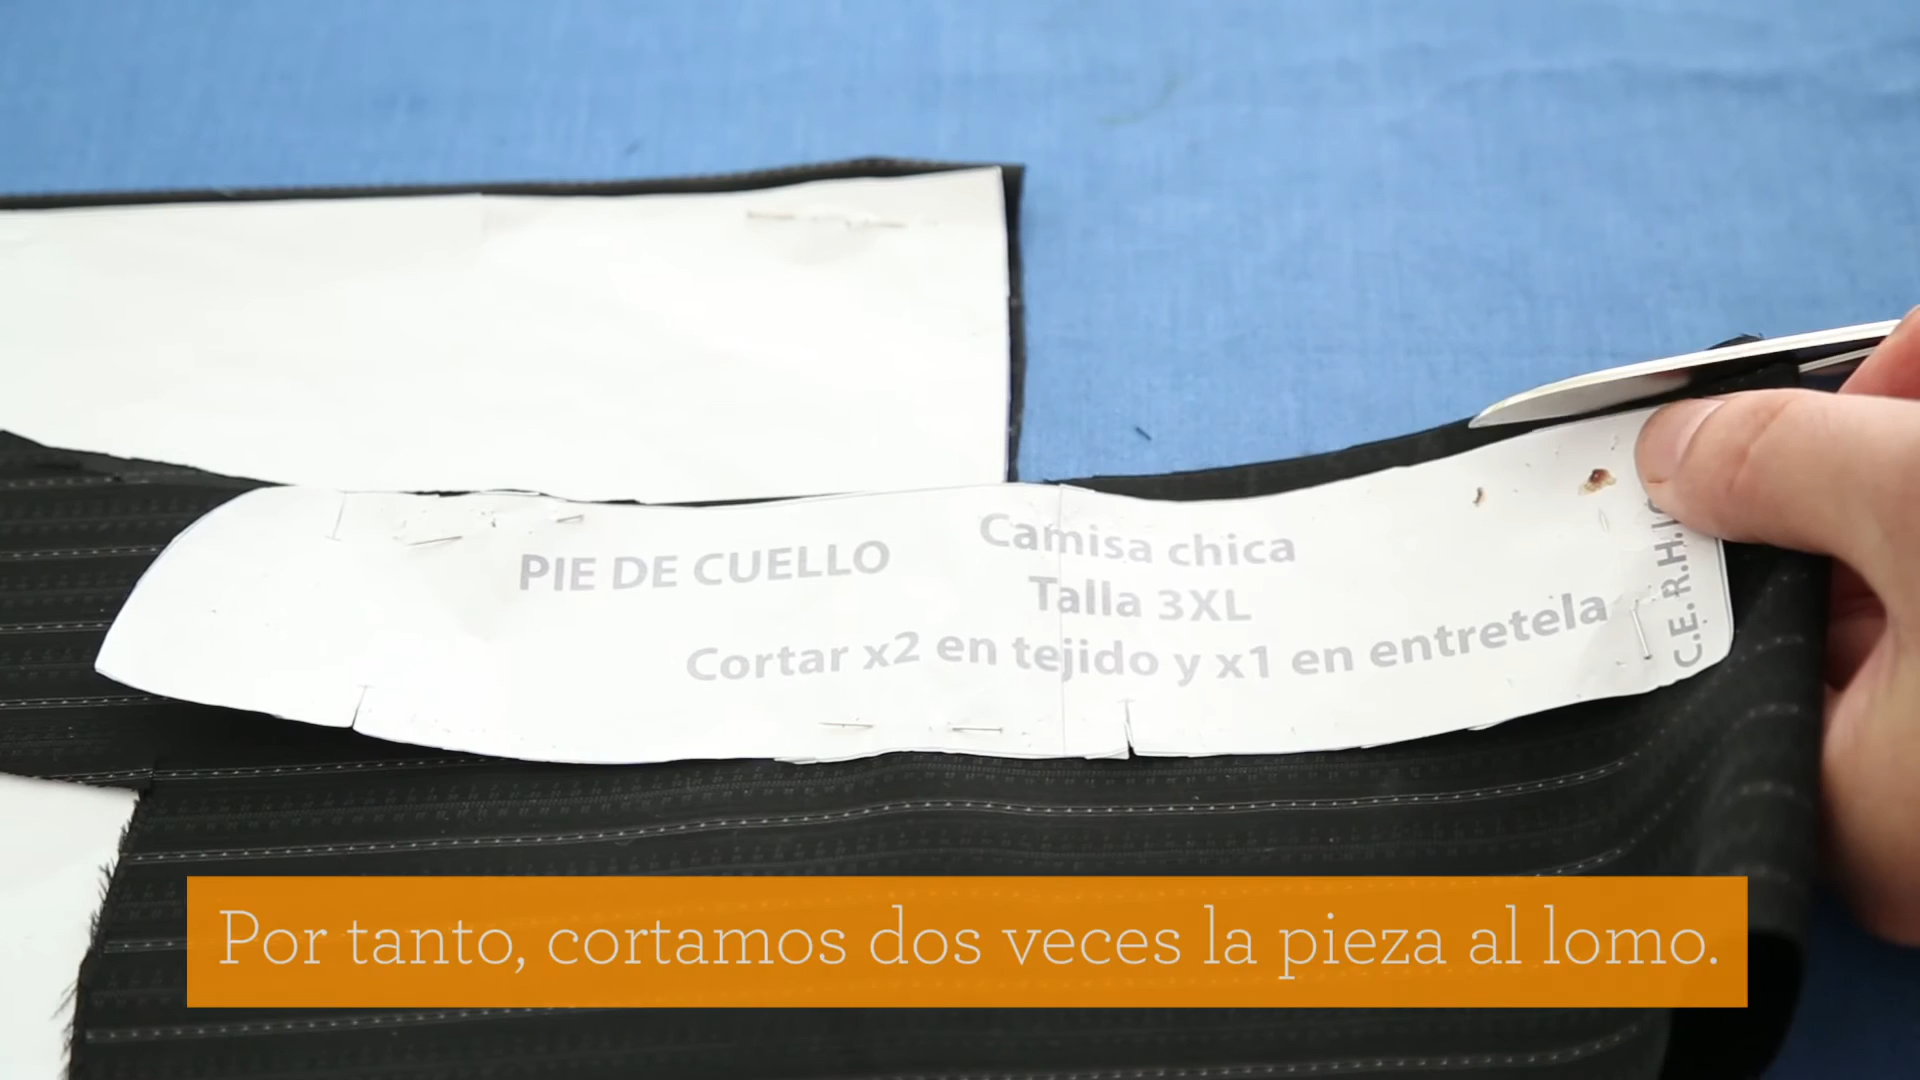 PIE DE CUELLO
Camisa chica
Talla 3XL
Cortar x2 en tejido y x1 en entretela
C.E. R.H.
Por tanto, cortamos dos veces la pieza al lomo.